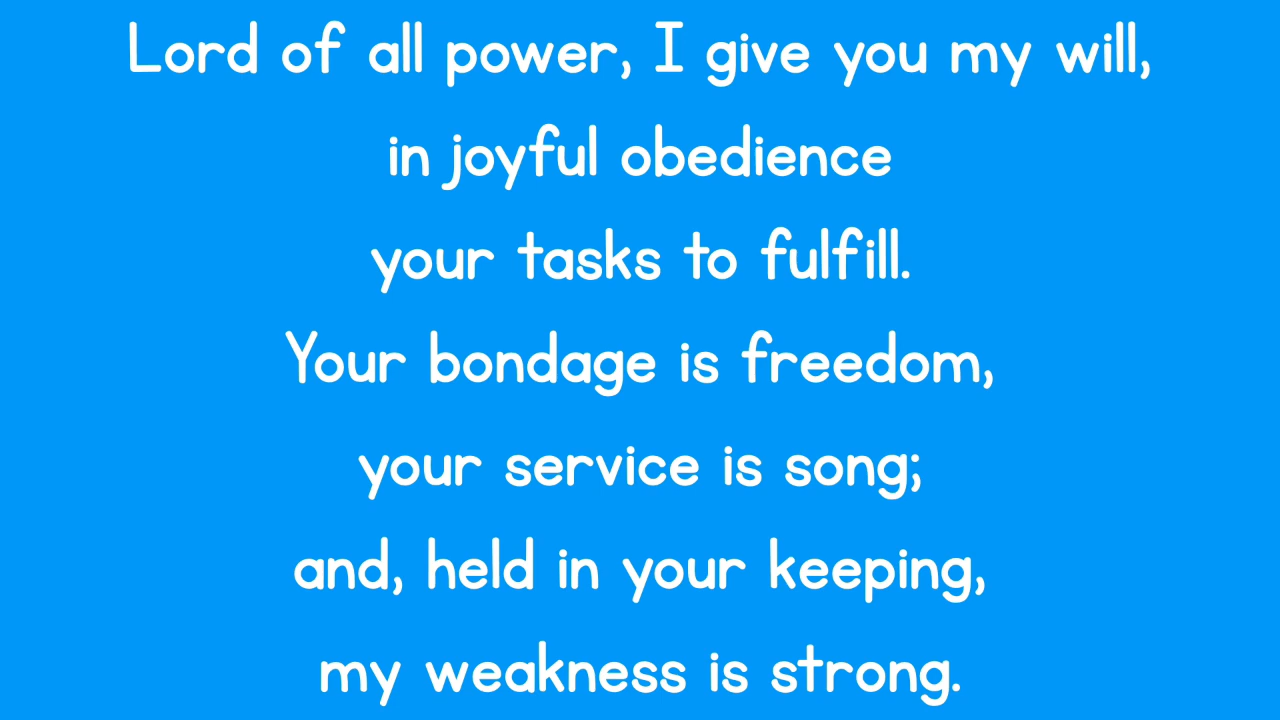 Lord of all power, I give you my will,
in joyful obedience
your tasks to fulfill.
Your bondage is freedom,
your service is song;
and, held in your keeping,
my weakness is strong.